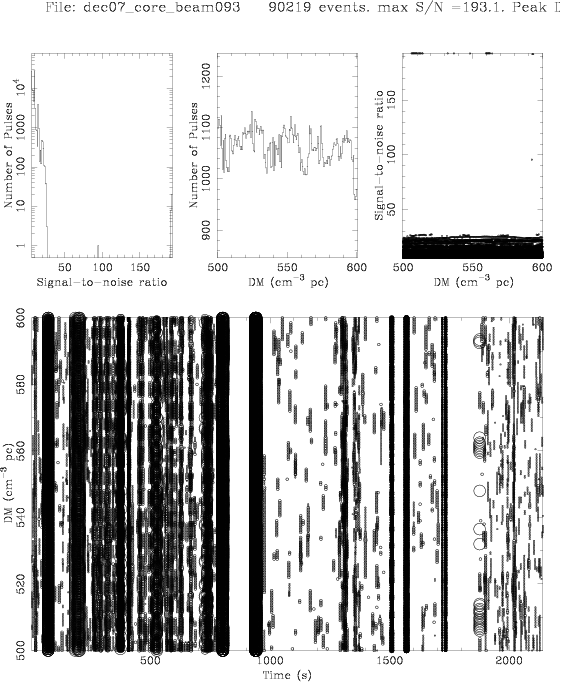 File: dec07_core_beam093 90219 events. max S/N =193.1. Peak D
Number of Pulses
1 10 100 1000 10^4
50 100 150
Signal-to-noise ratio
Number of Pulses
900 1000 1100 1200
500 550 600
DM (cm^-3 pc)
Signal-to-noise ratio
50 100 150
500 550 600
DM (cm^-3 pc)
DM (cm^-3 pc)
500 520 540 560 580 600
500 1000 1500 2000
Time (s)